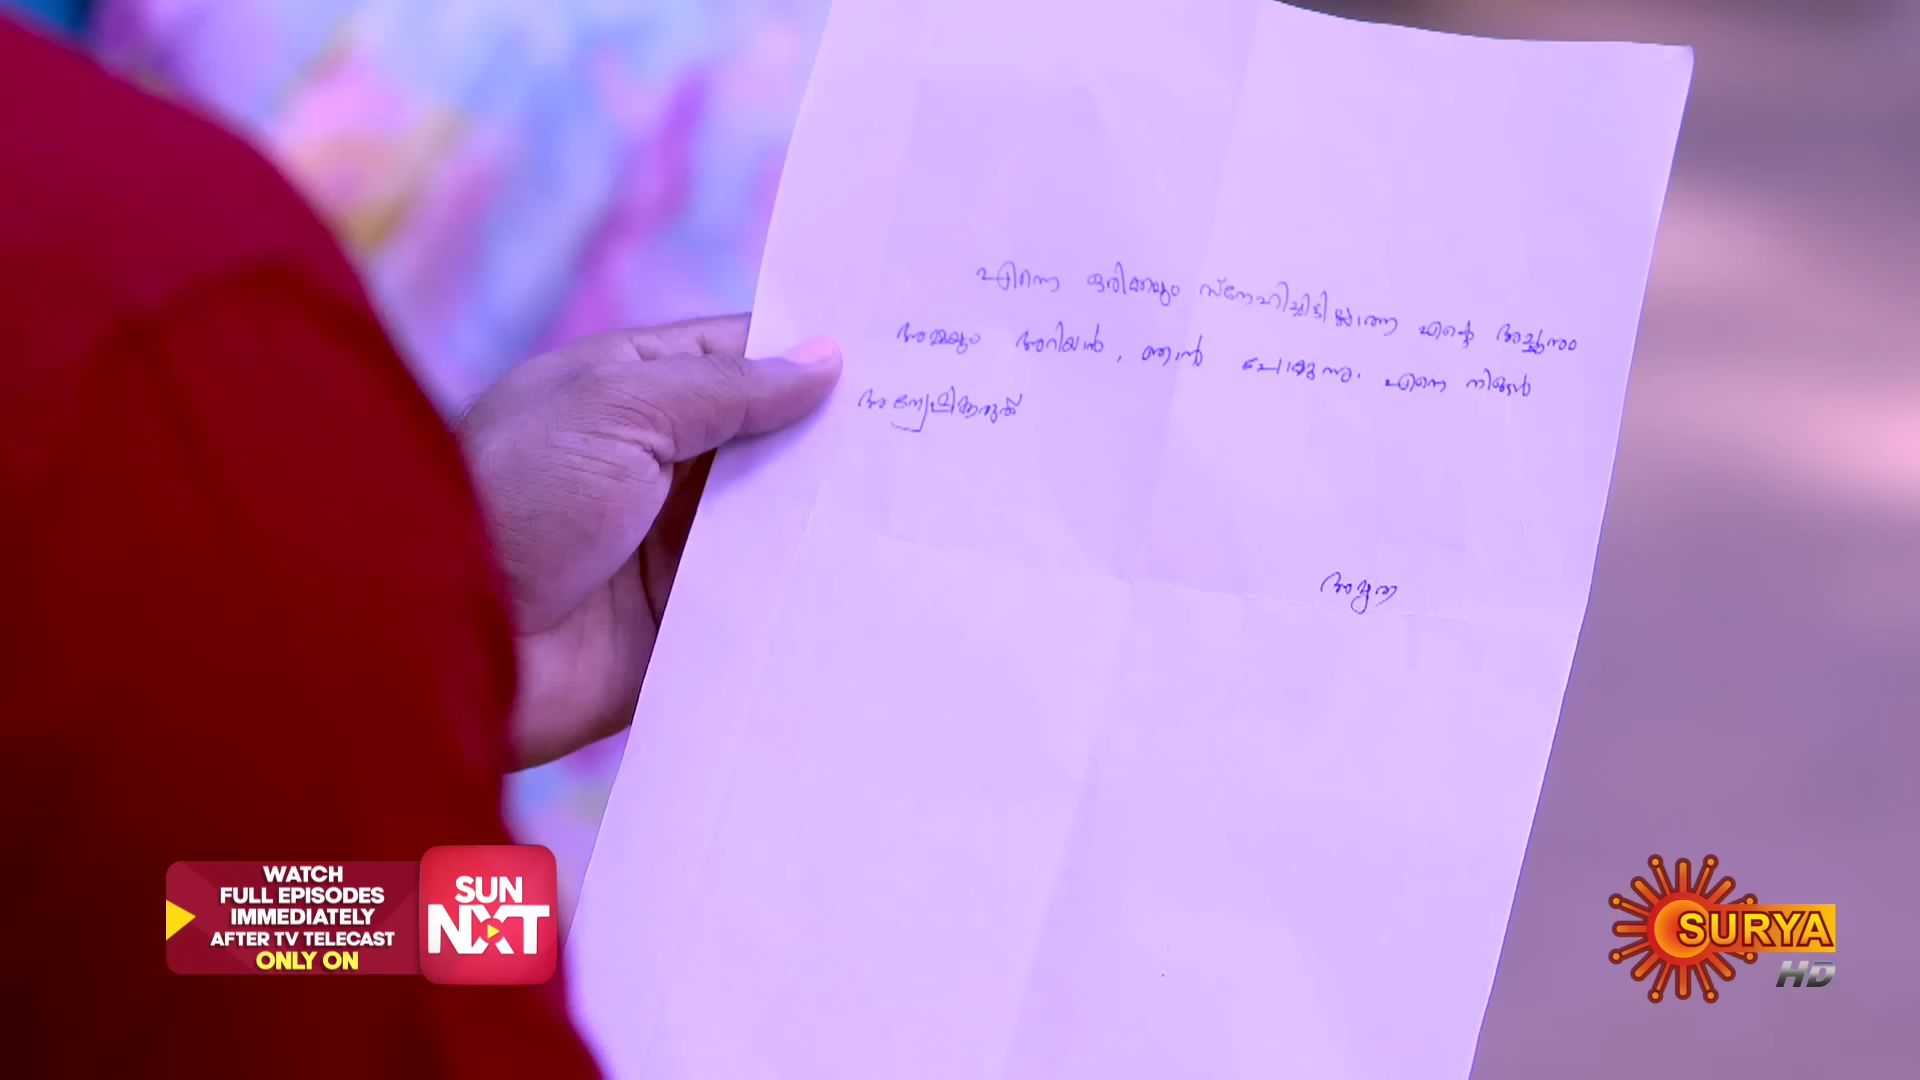 എന്നെ ഒരിക്കലും സ്നേഹിച്ചിട്ടില്ലാത്ത എന്റെ അച്ഛനും
അമ്മയും അറിയാൻ, ഞാൻ പോകുന്നു. എന്നെ നിങ്ങൾ
അന്വേഷിക്കരുത്
അമൃത
WATCH
FULL EPISODES
IMMEDIATELY
AFTER TV TELECAST
ONLY ON
SUN
NXT
SURYA
HD